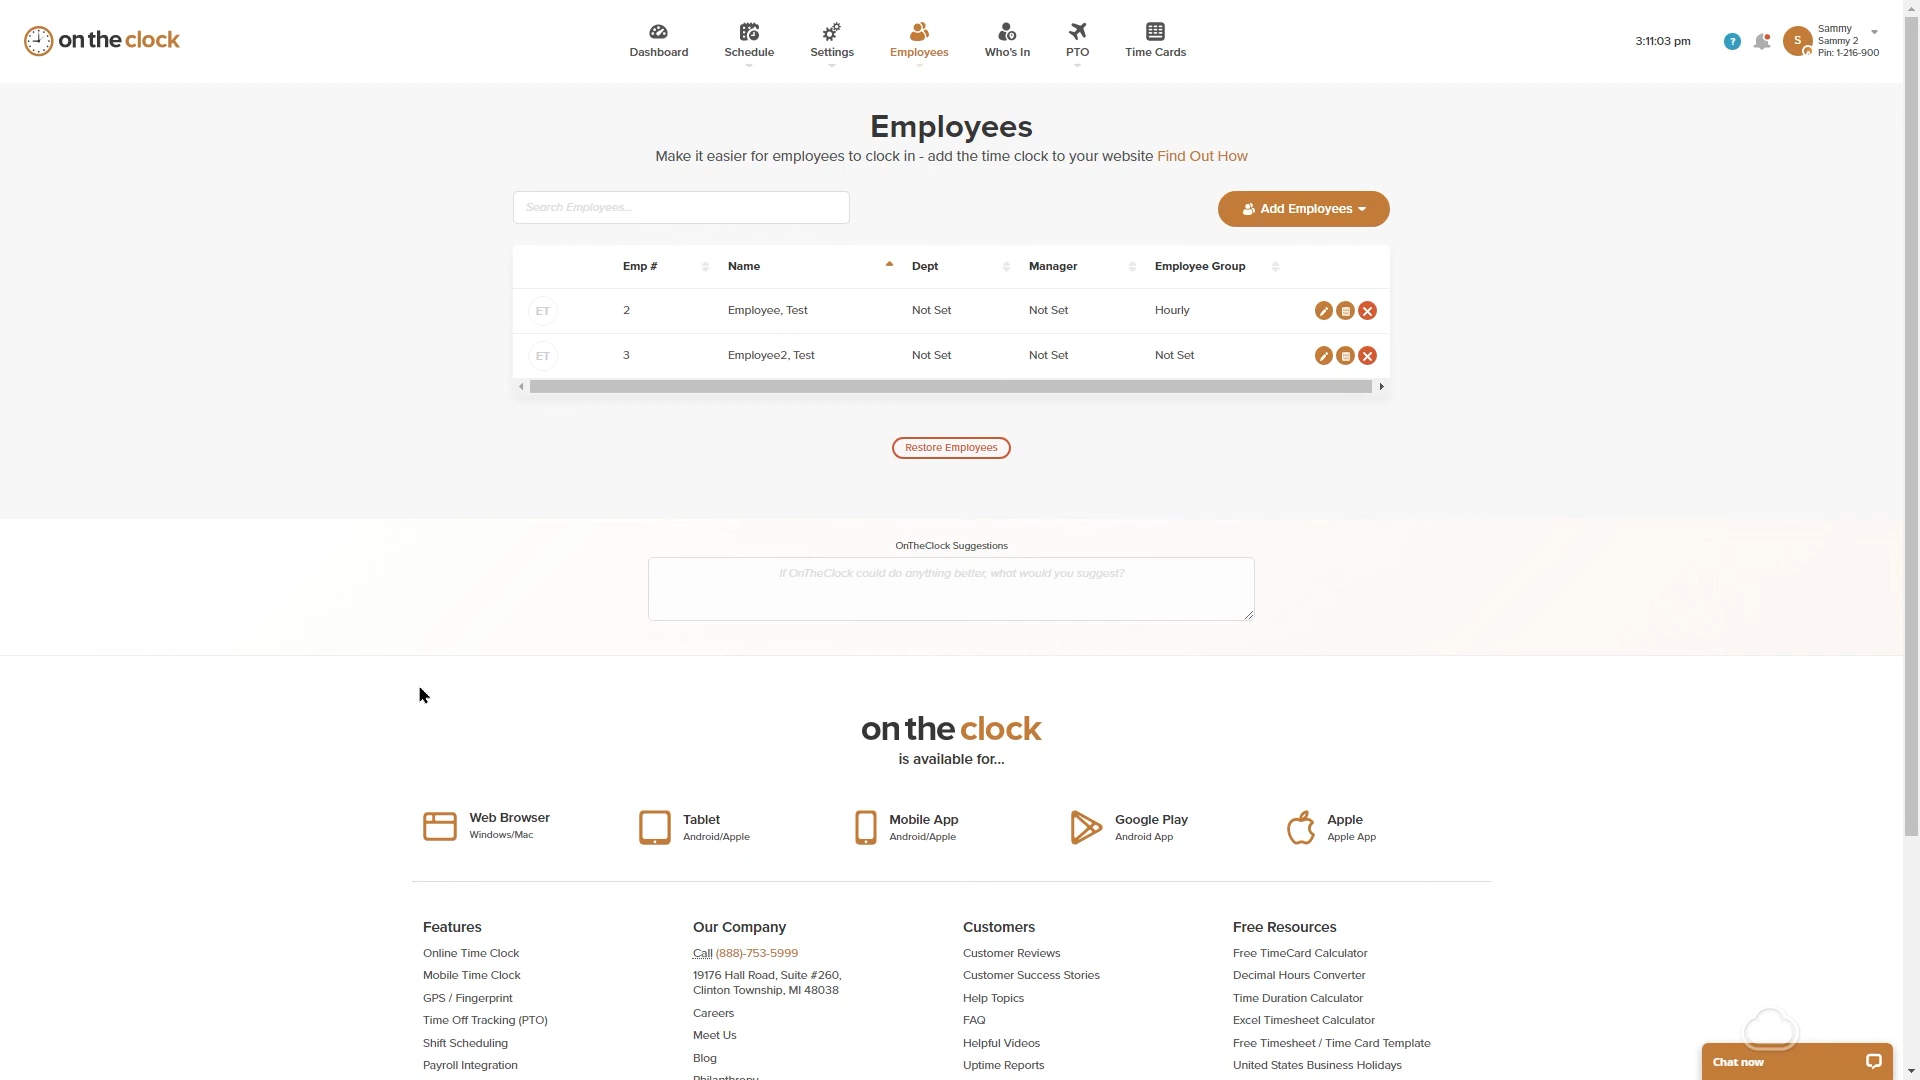 on the clock
Dashboard
Schedule
Settings
Employees
Who's In
PTO
Time Cards
3:11:03 pm
?
S
Sammy
Sammy 2
Pin: 1-216-900
Employees
Make it easier for employees to clock in - add the time clock to your website Find Out How
Search Employees...
Add Employees
Emp # Name Dept Manager Employee Group
ET 2 Employee, Test Not Set Not Set Hourly
ET 3 Employee2, Test Not Set Not Set Not Set
Restore Employees
OnTheClock Suggestions
If OnTheClock could do anything better, what would you suggest?
on the clock
is available for...
Web Browser
Windows/Mac
Tablet
Android/Apple
Mobile App
Android/Apple
Google Play
Android App
Apple
Apple App
Features
Online Time Clock
Mobile Time Clock
GPS / Fingerprint
Time Off Tracking (PTO)
Shift Scheduling
Payroll Integration
Our Company
Call (888)-753-5999
19176 Hall Road, Suite #260,
Clinton Township, MI 48038
Careers
Meet Us
Blog
Philanthropy
Customers
Customer Reviews
Customer Success Stories
Help Topics
FAQ
Helpful Videos
Uptime Reports
Free Resources
Free TimeCard Calculator
Decimal Hours Converter
Time Duration Calculator
Excel Timesheet Calculator
Free Timesheet / Time Card Template
United States Business Holidays
Chat now